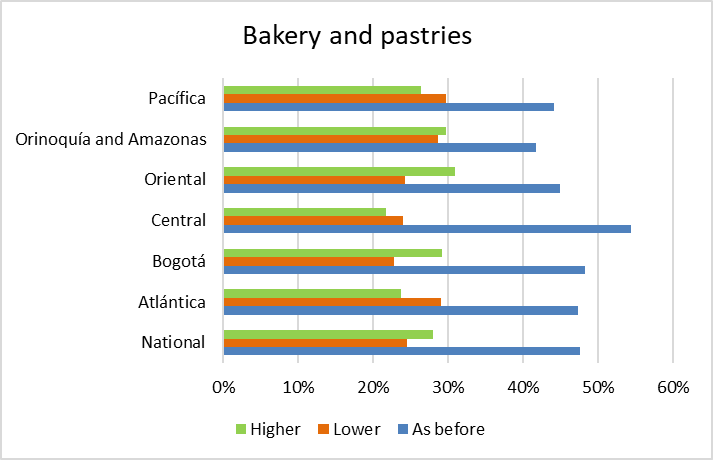 Bakery and pastries
Pacífica
Orinoquía and Amazonas
Oriental
Central
Bogotá
Atlántica
National
0% 10% 20% 30% 40% 50% 60%
Higher Lower As before